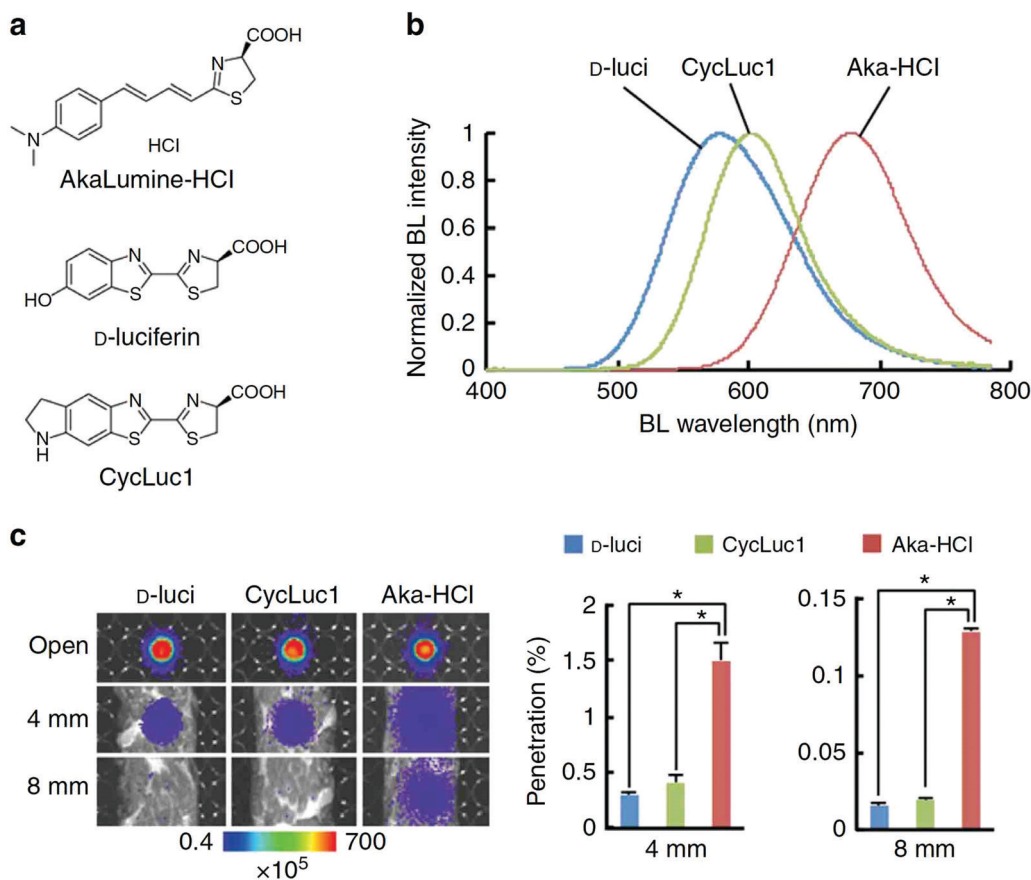 a
COOH
N
S
N
HCl
AkaLumine-HCl
N
N
COOH
HO
S
S
D-luciferin
N
N
COOH
N
H
S
S
CycLuc1
b
D-luci
CycLuc1
Aka-HCl
Normalized BL intensity
1
0.8
0.6
0.4
0.2
0
400
500
600
700
800
BL wavelength (nm)
c
D-luci
CycLuc1
Aka-HCl
Open
4 mm
8 mm
0.4
700
×10⁵
D-luci
CycLuc1
Aka-HCl
Penetration (%)
2
1.5
1
0.5
0
*
*
4 mm
0.15
0.1
0.05
0
*
*
8 mm